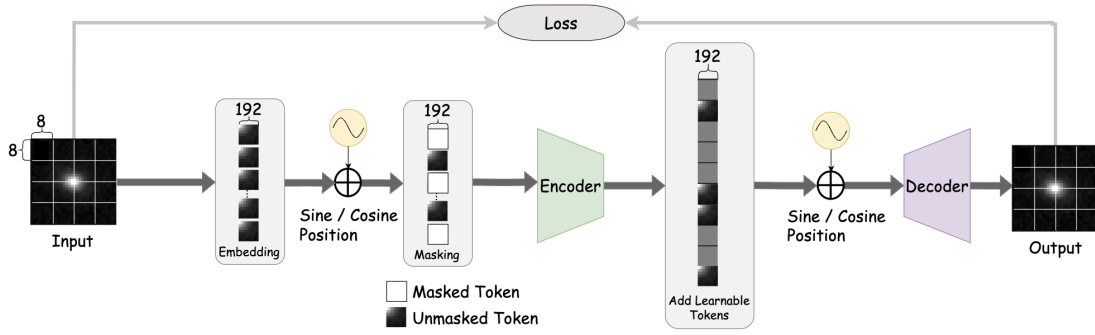 Loss
192
192
192
8
8
Encoder
Decoder
Sine / Cosine
Position
Sine / Cosine
Position
Input
Embedding
Masking
Add Learnable
Tokens
Output
Masked Token
Unmasked Token